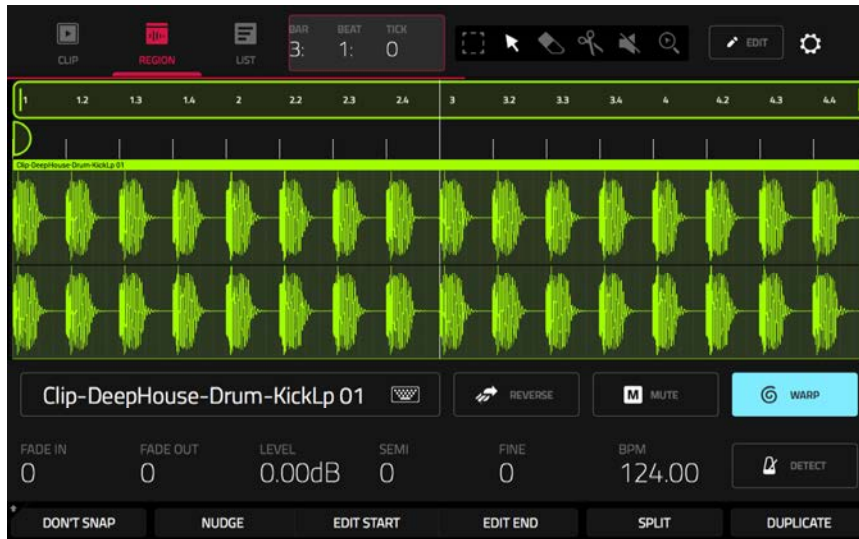 CLIP REGION LIST BAR BEAT TICK EDIT
3: 1: 0
1 1.2 1.3 1.4 2 2.2 2.3 2.4 3 3.2 3.3 3.4 4 4.2 4.3 4.4
Clip-DeepHouse-Drum-KickLp 01
Clip-DeepHouse-Drum-KickLp 01 REVERSE M MUTE WARP
FADE IN FADE OUT LEVEL SEMI FINE BPM
0 0 0.00dB 0 0 124.00 DETECT
DON'T SNAP NUDGE EDIT START EDIT END SPLIT DUPLICATE